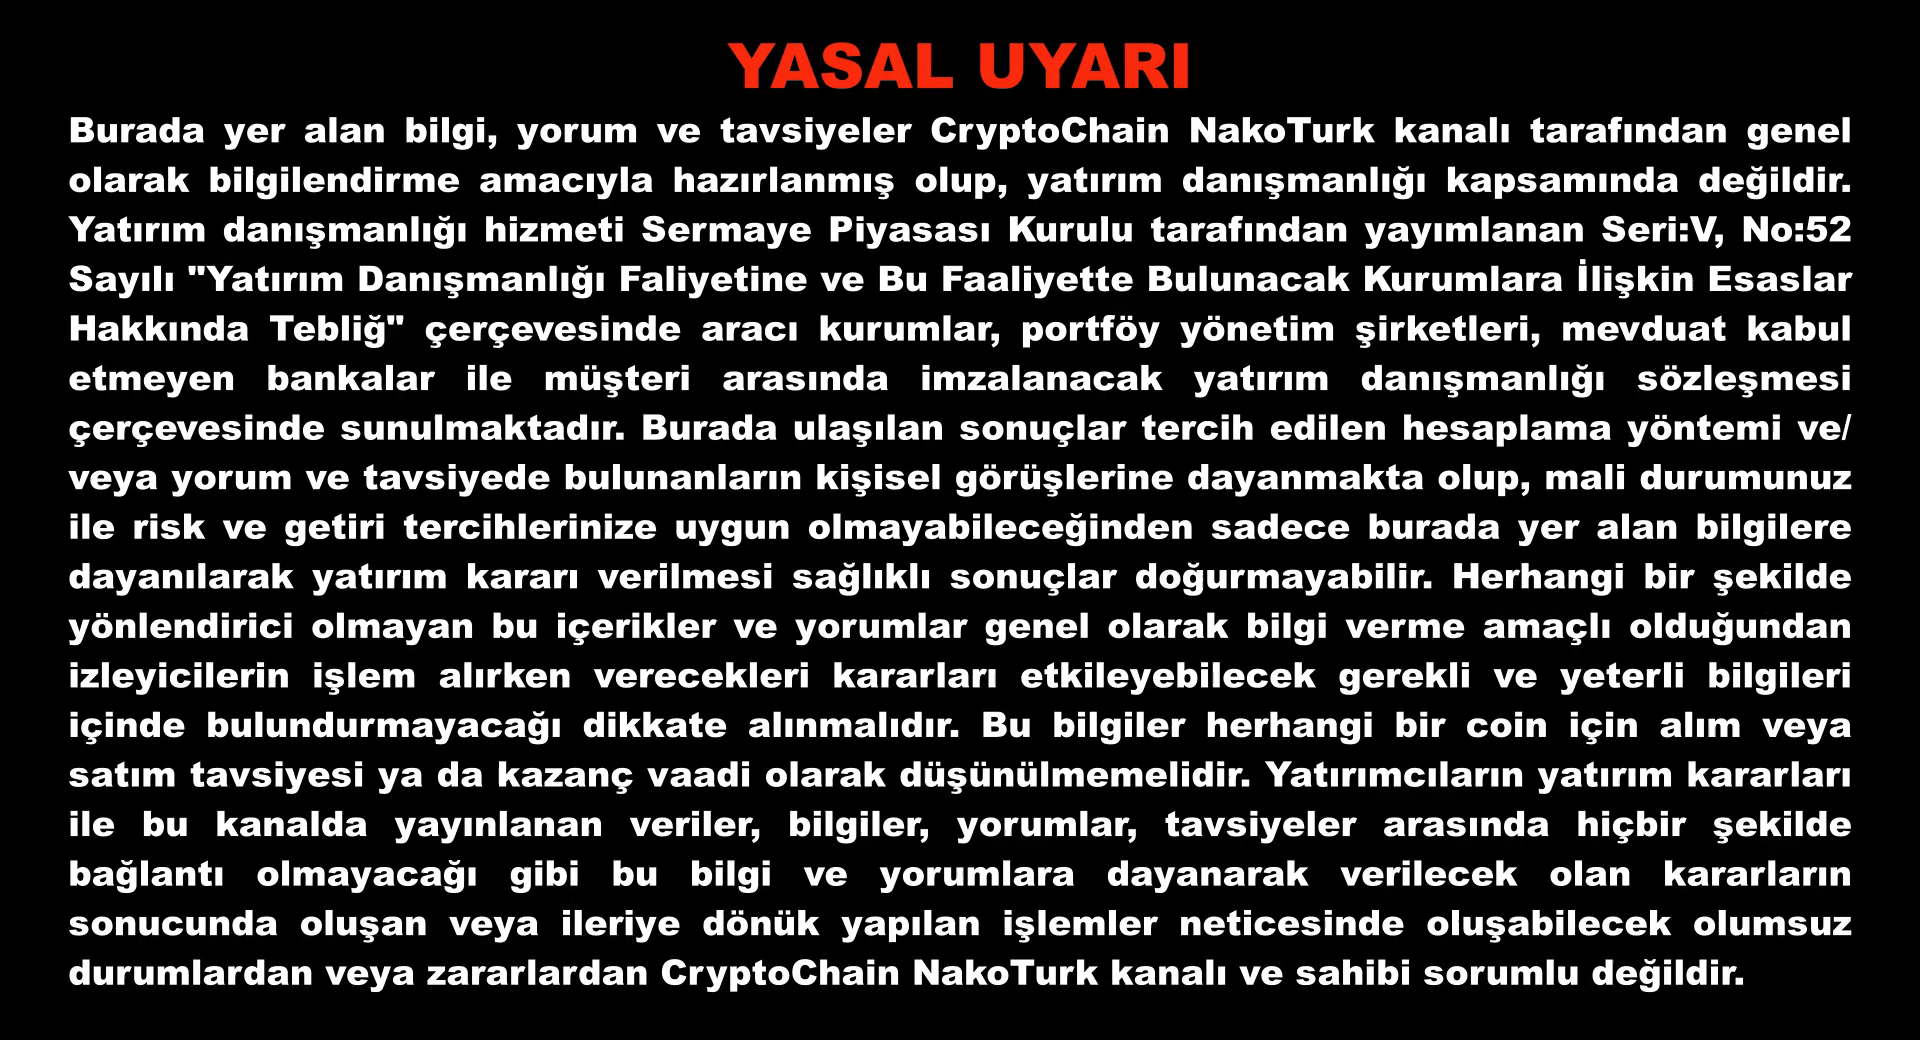 YASAL UYARI
Burada yer alan bilgi, yorum ve tavsiyeler CryptoChain NakoTurk kanalı tarafından genel
olarak bilgilendirme amacıyla hazırlanmış olup, yatırım danışmanlığı kapsamında değildir.
Yatırım danışmanlığı hizmeti Sermaye Piyasası Kurulu tarafından yayımlanan Seri:V, No:52
Sayılı "Yatırım Danışmanlığı Faliyetine ve Bu Faaliyette Bulunacak Kurumlara İlişkin Esaslar
Hakkında Tebliğ" çerçevesinde aracı kurumlar, portföy yönetim şirketleri, mevduat kabul
etmeyen bankalar ile müşteri arasında imzalanacak yatırım danışmanlığı sözleşmesi
çerçevesinde sunulmaktadır. Burada ulaşılan sonuçlar tercih edilen hesaplama yöntemi ve/
veya yorum ve tavsiyede bulunanların kişisel görüşlerine dayanmakta olup, mali durumunuz
ile risk ve getiri tercihlerinize uygun olmayabileceğinden sadece burada yer alan bilgilere
dayanılarak yatırım kararı verilmesi sağlıklı sonuçlar doğurmayabilir. Herhangi bir şekilde
yönlendirici olmayan bu içerikler ve yorumlar genel olarak bilgi verme amaçlı olduğundan
izleyicilerin işlem alırken verecekleri kararları etkileyebilecek gerekli ve yeterli bilgileri
içinde bulundurmayacağı dikkate alınmalıdır. Bu bilgiler herhangi bir coin için alım veya
satım tavsiyesi ya da kazanç vaadi olarak düşünülmemelidir. Yatırımcıların yatırım kararları
ile bu kanalda yayınlanan veriler, bilgiler, yorumlar, tavsiyeler arasında hiçbir şekilde
bağlantı olmayacağı gibi bu bilgi ve yorumlara dayanarak verilecek olan kararların
sonucunda oluşan veya ileriye dönük yapılan işlemler neticesinde oluşabilecek olumsuz
durumlardan veya zararlardan CryptoChain NakoTurk kanalı ve sahibi sorumlu değildir.